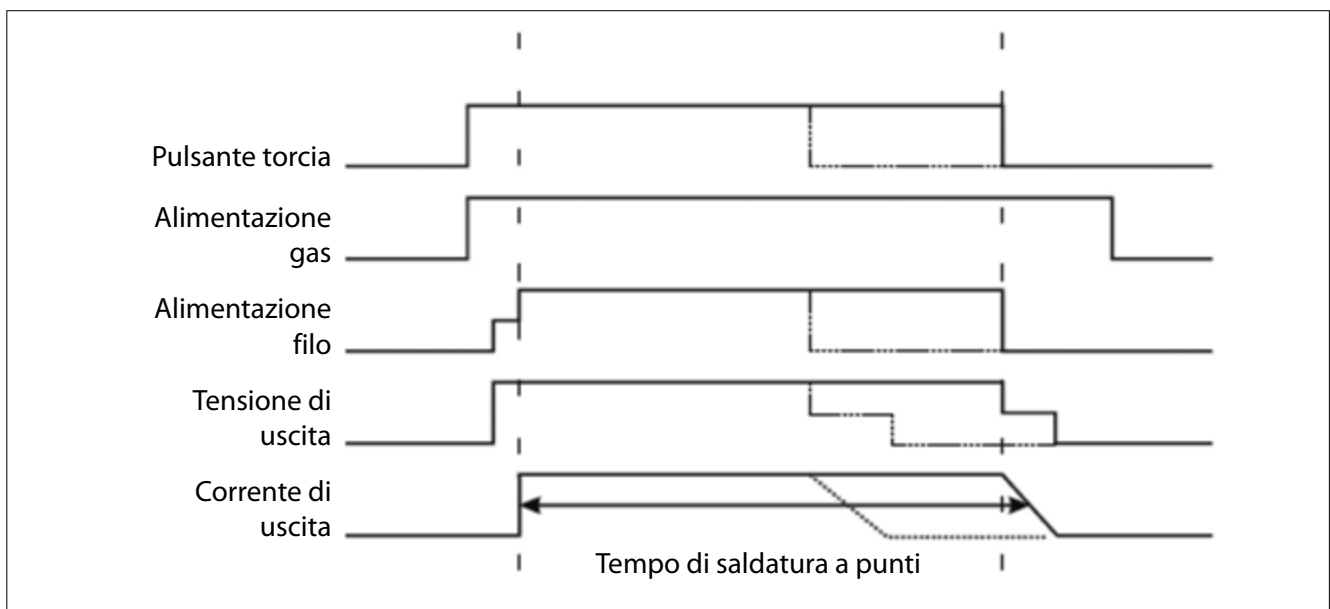 Pulsante torcia
Alimentazione
gas
Alimentazione
filo
Tensione di
uscita
Corrente di
uscita
Tempo di saldatura a punti